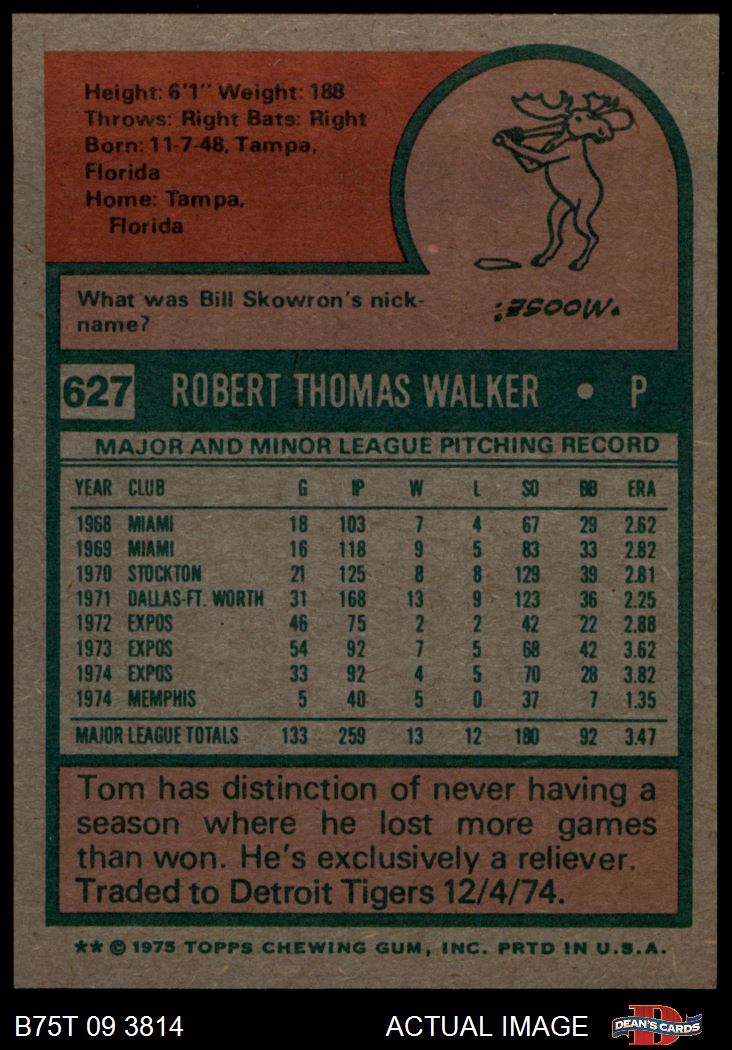 Height: 6'1" Weight: 188
Throws: Right Bats: Right
Born: 11-7-48, Tampa,
Florida
Home: Tampa,
Florida
What was Bill Skowron's nick-
name?
"MOOSE."
627 ROBERT THOMAS WALKER • P
MAJOR AND MINOR LEAGUE PITCHING RECORD
YEAR CLUB G IP W L SO BB ERA
1968 MIAMI 18 103 7 4 67 29 2.62
1969 MIAMI 16 118 9 5 83 33 2.82
1970 STOCKTON 21 125 8 8 129 39 2.81
1971 DALLAS-FT. WORTH 31 168 13 9 123 36 2.25
1972 EXPOS 46 75 2 2 42 22 2.88
1973 EXPOS 54 92 7 5 68 42 3.62
1974 EXPOS 33 92 4 5 70 28 3.82
1974 MEMPHIS 5 40 5 0 37 7 1.35
MAJOR LEAGUE TOTALS 133 259 13 12 180 92 3.47
Tom has distinction of never having a
season where he lost more games
than won. He's exclusively a reliever.
Traded to Detroit Tigers 12/4/74.
** © 1975 TOPPS CHEWING GUM, INC. PRTD IN U.S.A.
B75T 09 3814 ACTUAL IMAGE DEAN'S CARDS